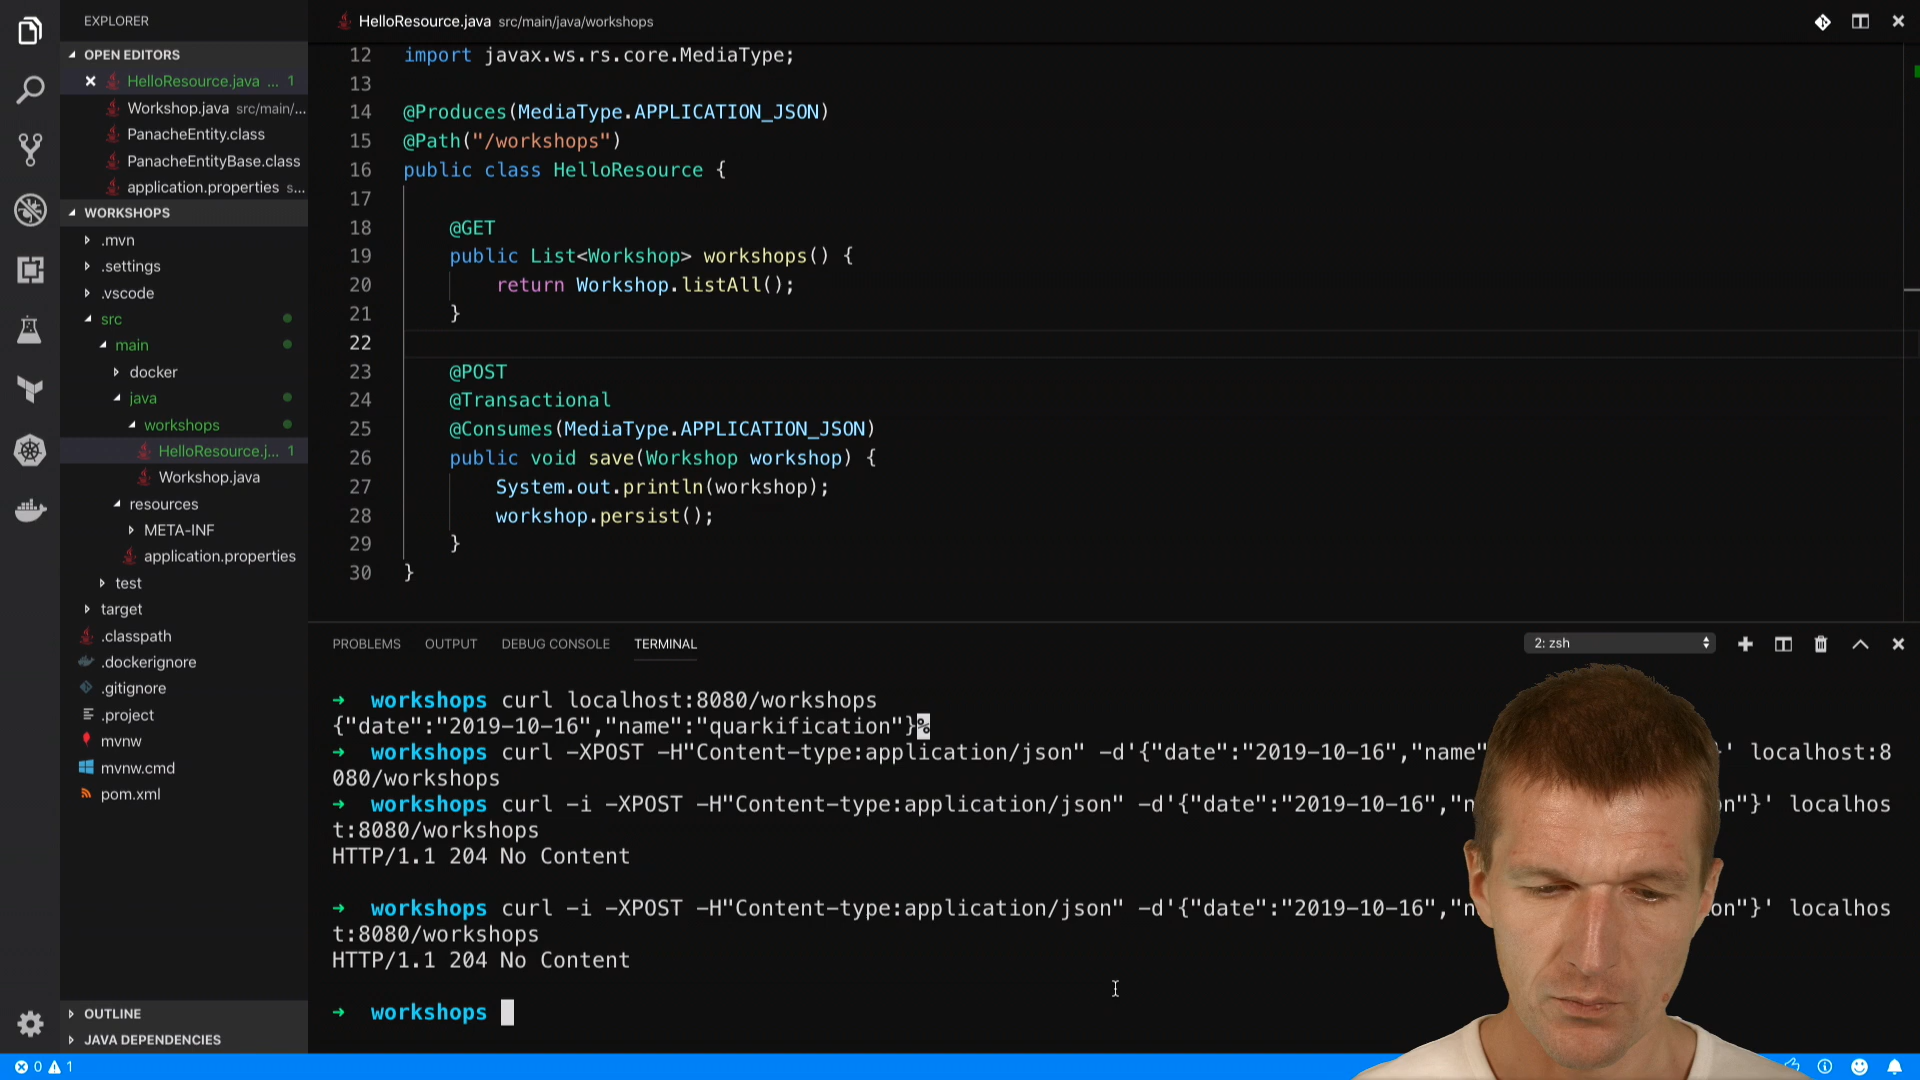 EXPLORER
OPEN EDITORS
HelloResource.java ... 1
Workshop.java src/main/...
PanacheEntity.class
PanacheEntityBase.class
application.properties s...
WORKSHOPS
.mvn
.settings
.vscode
src
main
docker
java
workshops
HelloResource.j... 1
Workshop.java
resources
META-INF
application.properties
test
target
.classpath
.dockerignore
.gitignore
.project
mvnw
mvnw.cmd
pom.xml
OUTLINE
JAVA DEPENDENCIES
0 1
HelloResource.java src/main/java/workshops
12 import javax.ws.rs.core.MediaType;
13
14 @Produces(MediaType.APPLICATION_JSON)
15 @Path("/workshops")
16 public class HelloResource {
17
18 @GET
19 public List<Workshop> workshops() {
20 return Workshop.listAll();
21 }
22
23 @POST
24 @Transactional
25 @Consumes(MediaType.APPLICATION_JSON)
26 public void save(Workshop workshop) {
27 System.out.println(workshop);
28 workshop.persist();
29 }
30 }
PROBLEMS OUTPUT DEBUG CONSOLE TERMINAL 2: zsh
➜ workshops curl localhost:8080/workshops
{"date":"2019-10-16","name":"quarkification"}%
➜ workshops curl -XPOST -H"Content-type:application/json" -d'{"date":"2019-10-16","name" }' localhost:8
080/workshops
➜ workshops curl -i -XPOST -H"Content-type:application/json" -d'{"date":"2019-10-16","n on"}' localhos
t:8080/workshops
HTTP/1.1 204 No Content
➜ workshops curl -i -XPOST -H"Content-type:application/json" -d'{"date":"2019-10-16","n on"}' localhos
t:8080/workshops
HTTP/1.1 204 No Content
➜ workshops